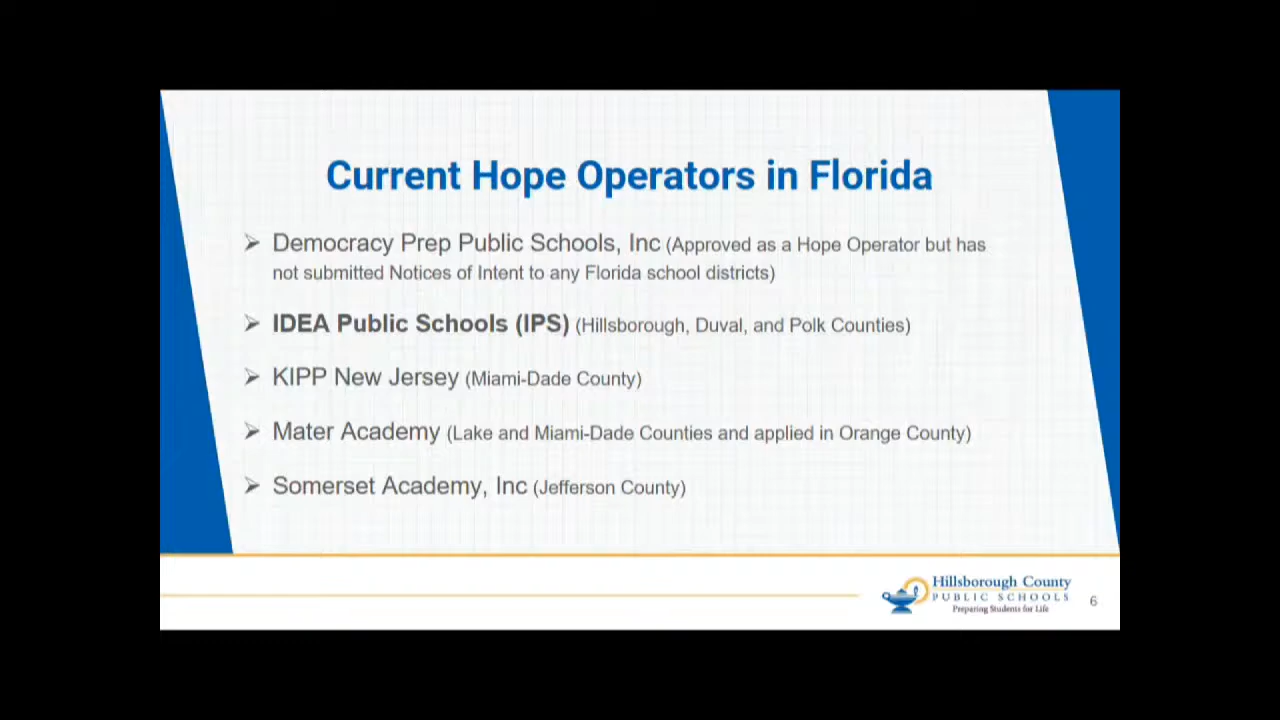 Current Hope Operators in Florida
➢ Democracy Prep Public Schools, Inc (Approved as a Hope Operator but has
not submitted Notices of Intent to any Florida school districts)
➢ IDEA Public Schools (IPS) (Hillsborough, Duval, and Polk Counties)
➢ KIPP New Jersey (Miami-Dade County)
➢ Mater Academy (Lake and Miami-Dade Counties and applied in Orange County)
➢ Somerset Academy, Inc (Jefferson County)
Hillsborough County
PUBLIC SCHOOLS
Preparing Students for Life
6